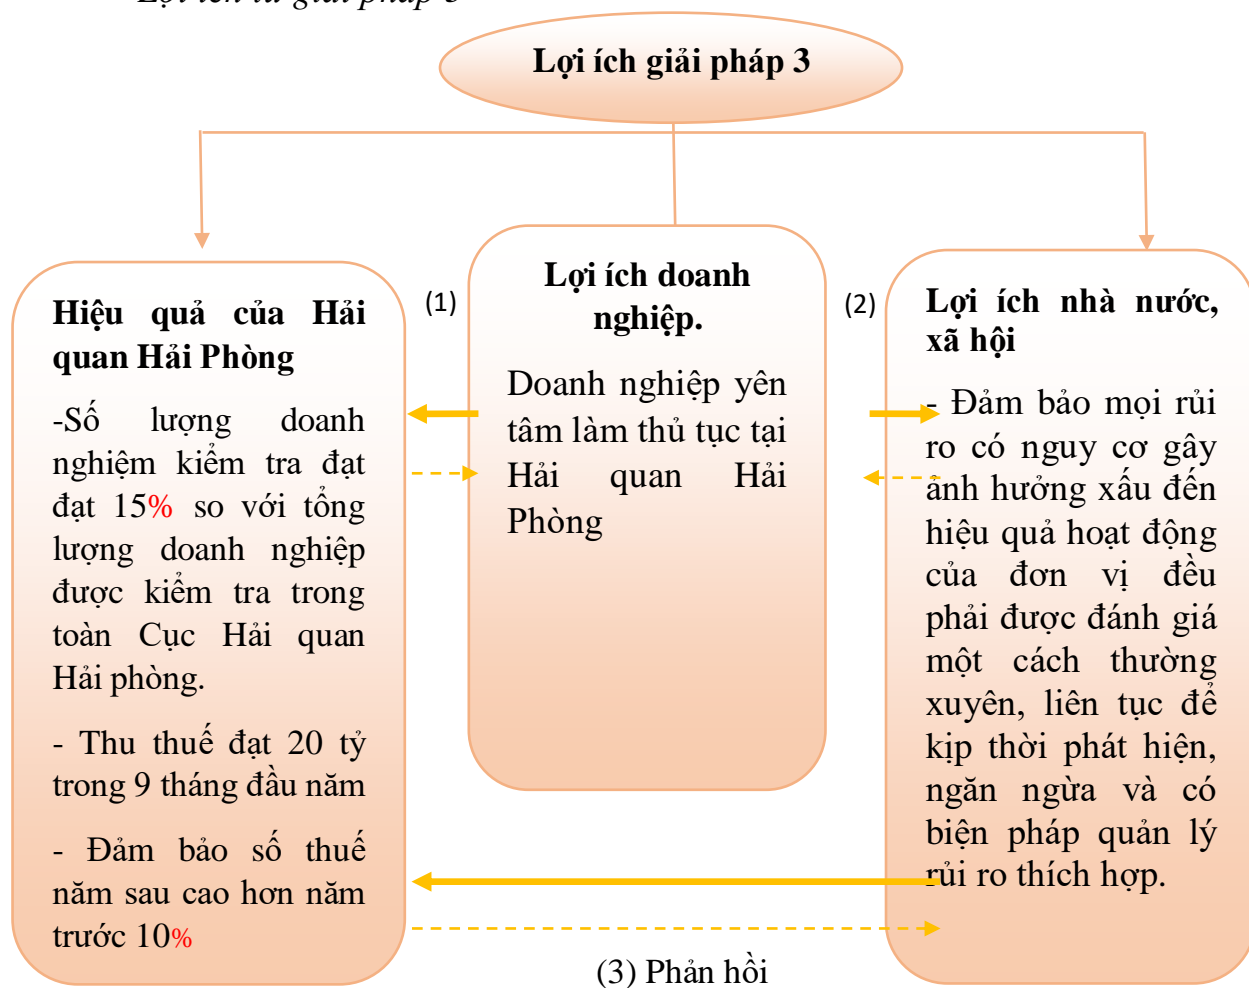 Lợi ích từ giải pháp 3
Lợi ích giải pháp 3
Hiệu quả của Hải
quan Hải Phòng
-Số lượng doanh
nghiệm kiểm tra đạt
đạt 15% so với tổng
lượng doanh nghiệp
được kiểm tra trong
toàn Cục Hải quan
Hải phòng.
- Thu thuế đạt 20 tỷ
trong 9 tháng đầu năm
- Đảm bảo số thuế
năm sau cao hơn năm
trước 10%
(1)
Lợi ích doanh
nghiệp.
Doanh nghiệp yên
tâm làm thủ tục tại
Hải quan Hải
Phòng
(2)
Lợi ích nhà nước,
xã hội
- Đảm bảo mọi rủi
ro có nguy cơ gây
ảnh hưởng xấu đến
hiệu quả hoạt động
của đơn vị đều
phải được đánh giá
một cách thường
xuyên, liên tục để
kịp thời phát hiện,
ngăn ngừa và có
biện pháp quản lý
rủi ro thích hợp.
(3) Phản hồi